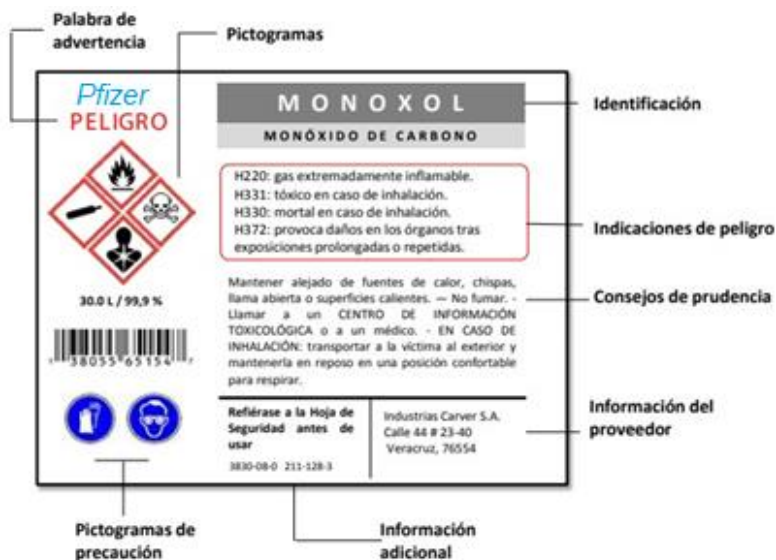 Palabra de
advertencia
Pictogramas
Pfizer
PELIGRO
MONOXOL
MONÓXIDO DE CARBONO
Identificación
H220: gas extremadamente inflamable.
H331: tóxico en caso de inhalación.
H330: mortal en caso de inhalación.
H372: provoca daños en los órganos tras
exposiciones prolongadas o repetidas.
Indicaciones de peligro
30.0 L / 99,9 %
Mantener alejado de fuentes de calor, chispas,
llama abierta o superficies calientes. — No fumar. -
Llamar a un CENTRO DE INFORMACIÓN
TOXICOLÓGICA o a un médico. - EN CASO DE
INHALACIÓN: transportar a la víctima al exterior y
mantenerla en reposo en una posición confortable
para respirar.
Consejos de prudencia
38055 65154
Refiérase a la Hoja de
Seguridad antes de
usar
3830-08-0 211-128-3
Industrias Carver S.A.
Calle 44 # 23-40
Veracruz, 76554
Información del
proveedor
Pictogramas de
precaución
Información
adicional